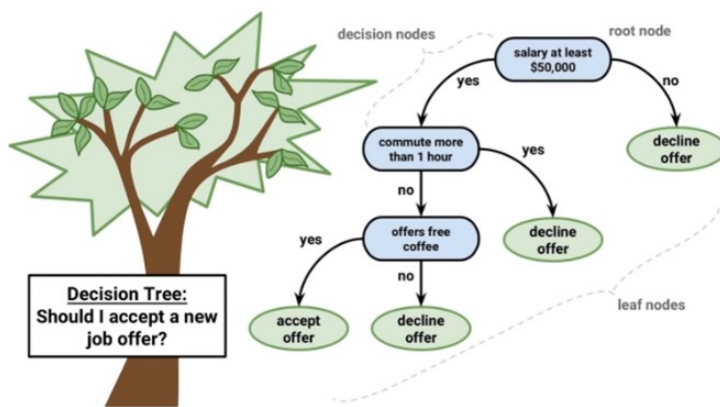 decision nodes
root node
salary at least
$50,000
yes
no
commute more
than 1 hour
yes
decline
offer
no
offers free
coffee
decline
offer
yes
no
Decision Tree:
Should I accept a new
job offer?
accept
offer
decline
offer
leaf nodes